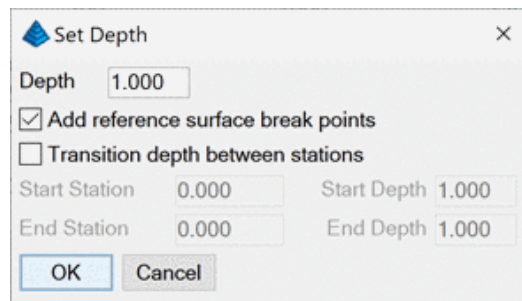 Set Depth
Depth 1.000
Add reference surface break points
Transition depth between stations
Start Station 0.000 Start Depth 1.000
End Station 0.000 End Depth 1.000
OK Cancel